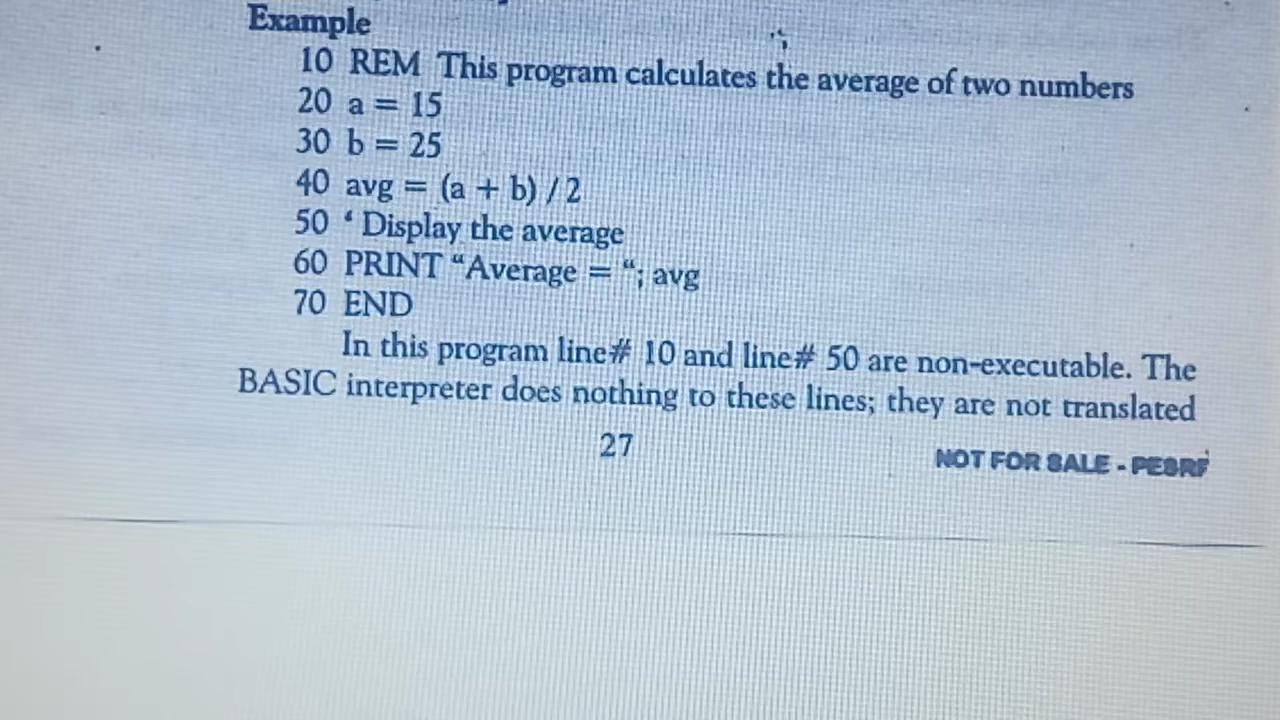 Example
10 REM This program calculates the average of two numbers
20 a = 15
30 b = 25
40 avg = (a + b) / 2
50 ‘ Display the average
60 PRINT “Average = “; avg
70 END
In this program line# 10 and line# 50 are non-executable. The
BASIC interpreter does nothing to these lines; they are not translated
27
NOT FOR SALE - PESRF